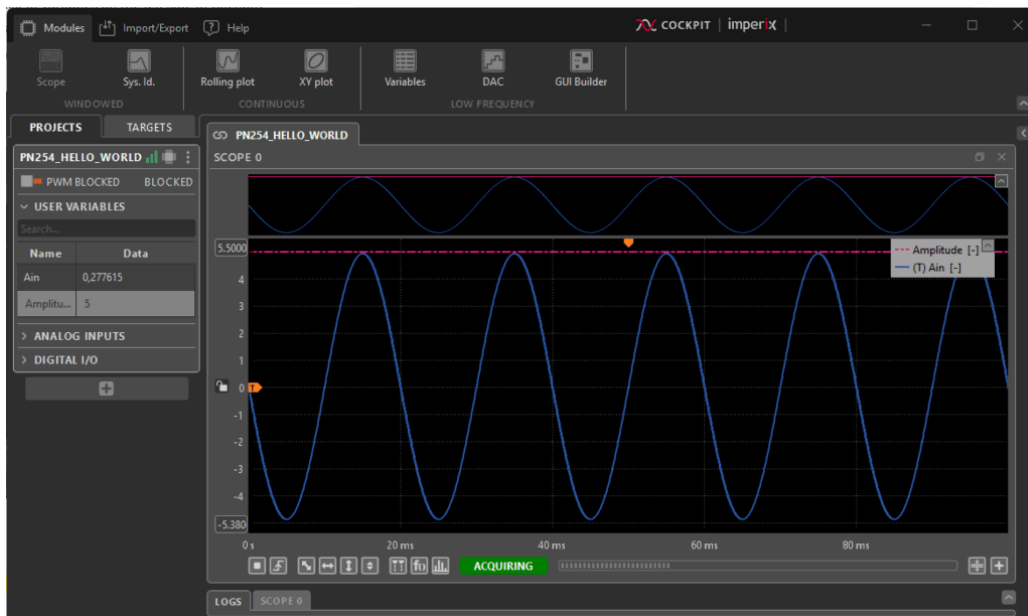 Modules Import/Export Help COCKPIT | imperix |
Scope Sys. Id. Rolling plot XY plot Variables DAC GUI Builder
WINDOWED CONTINUOUS LOW FREQUENCY
PROJECTS TARGETS
PN254_HELLO_WORLD
SCOPE 0
PN254_HELLO_WORLD
PWM BLOCKED BLOCKED
USER VARIABLES
Search...
Name Data
Ain 0,277615
Amplitu... 5
ANALOG INPUTS
DIGITAL I/O
5.5000
4
3
2
1
0
-1
-2
-3
-4
-5.380
T
Amplitude [-]
(T) Ain [-]
0 s 20 ms 40 ms 60 ms 80 ms
ACQUIRING
LOGS SCOPE 0